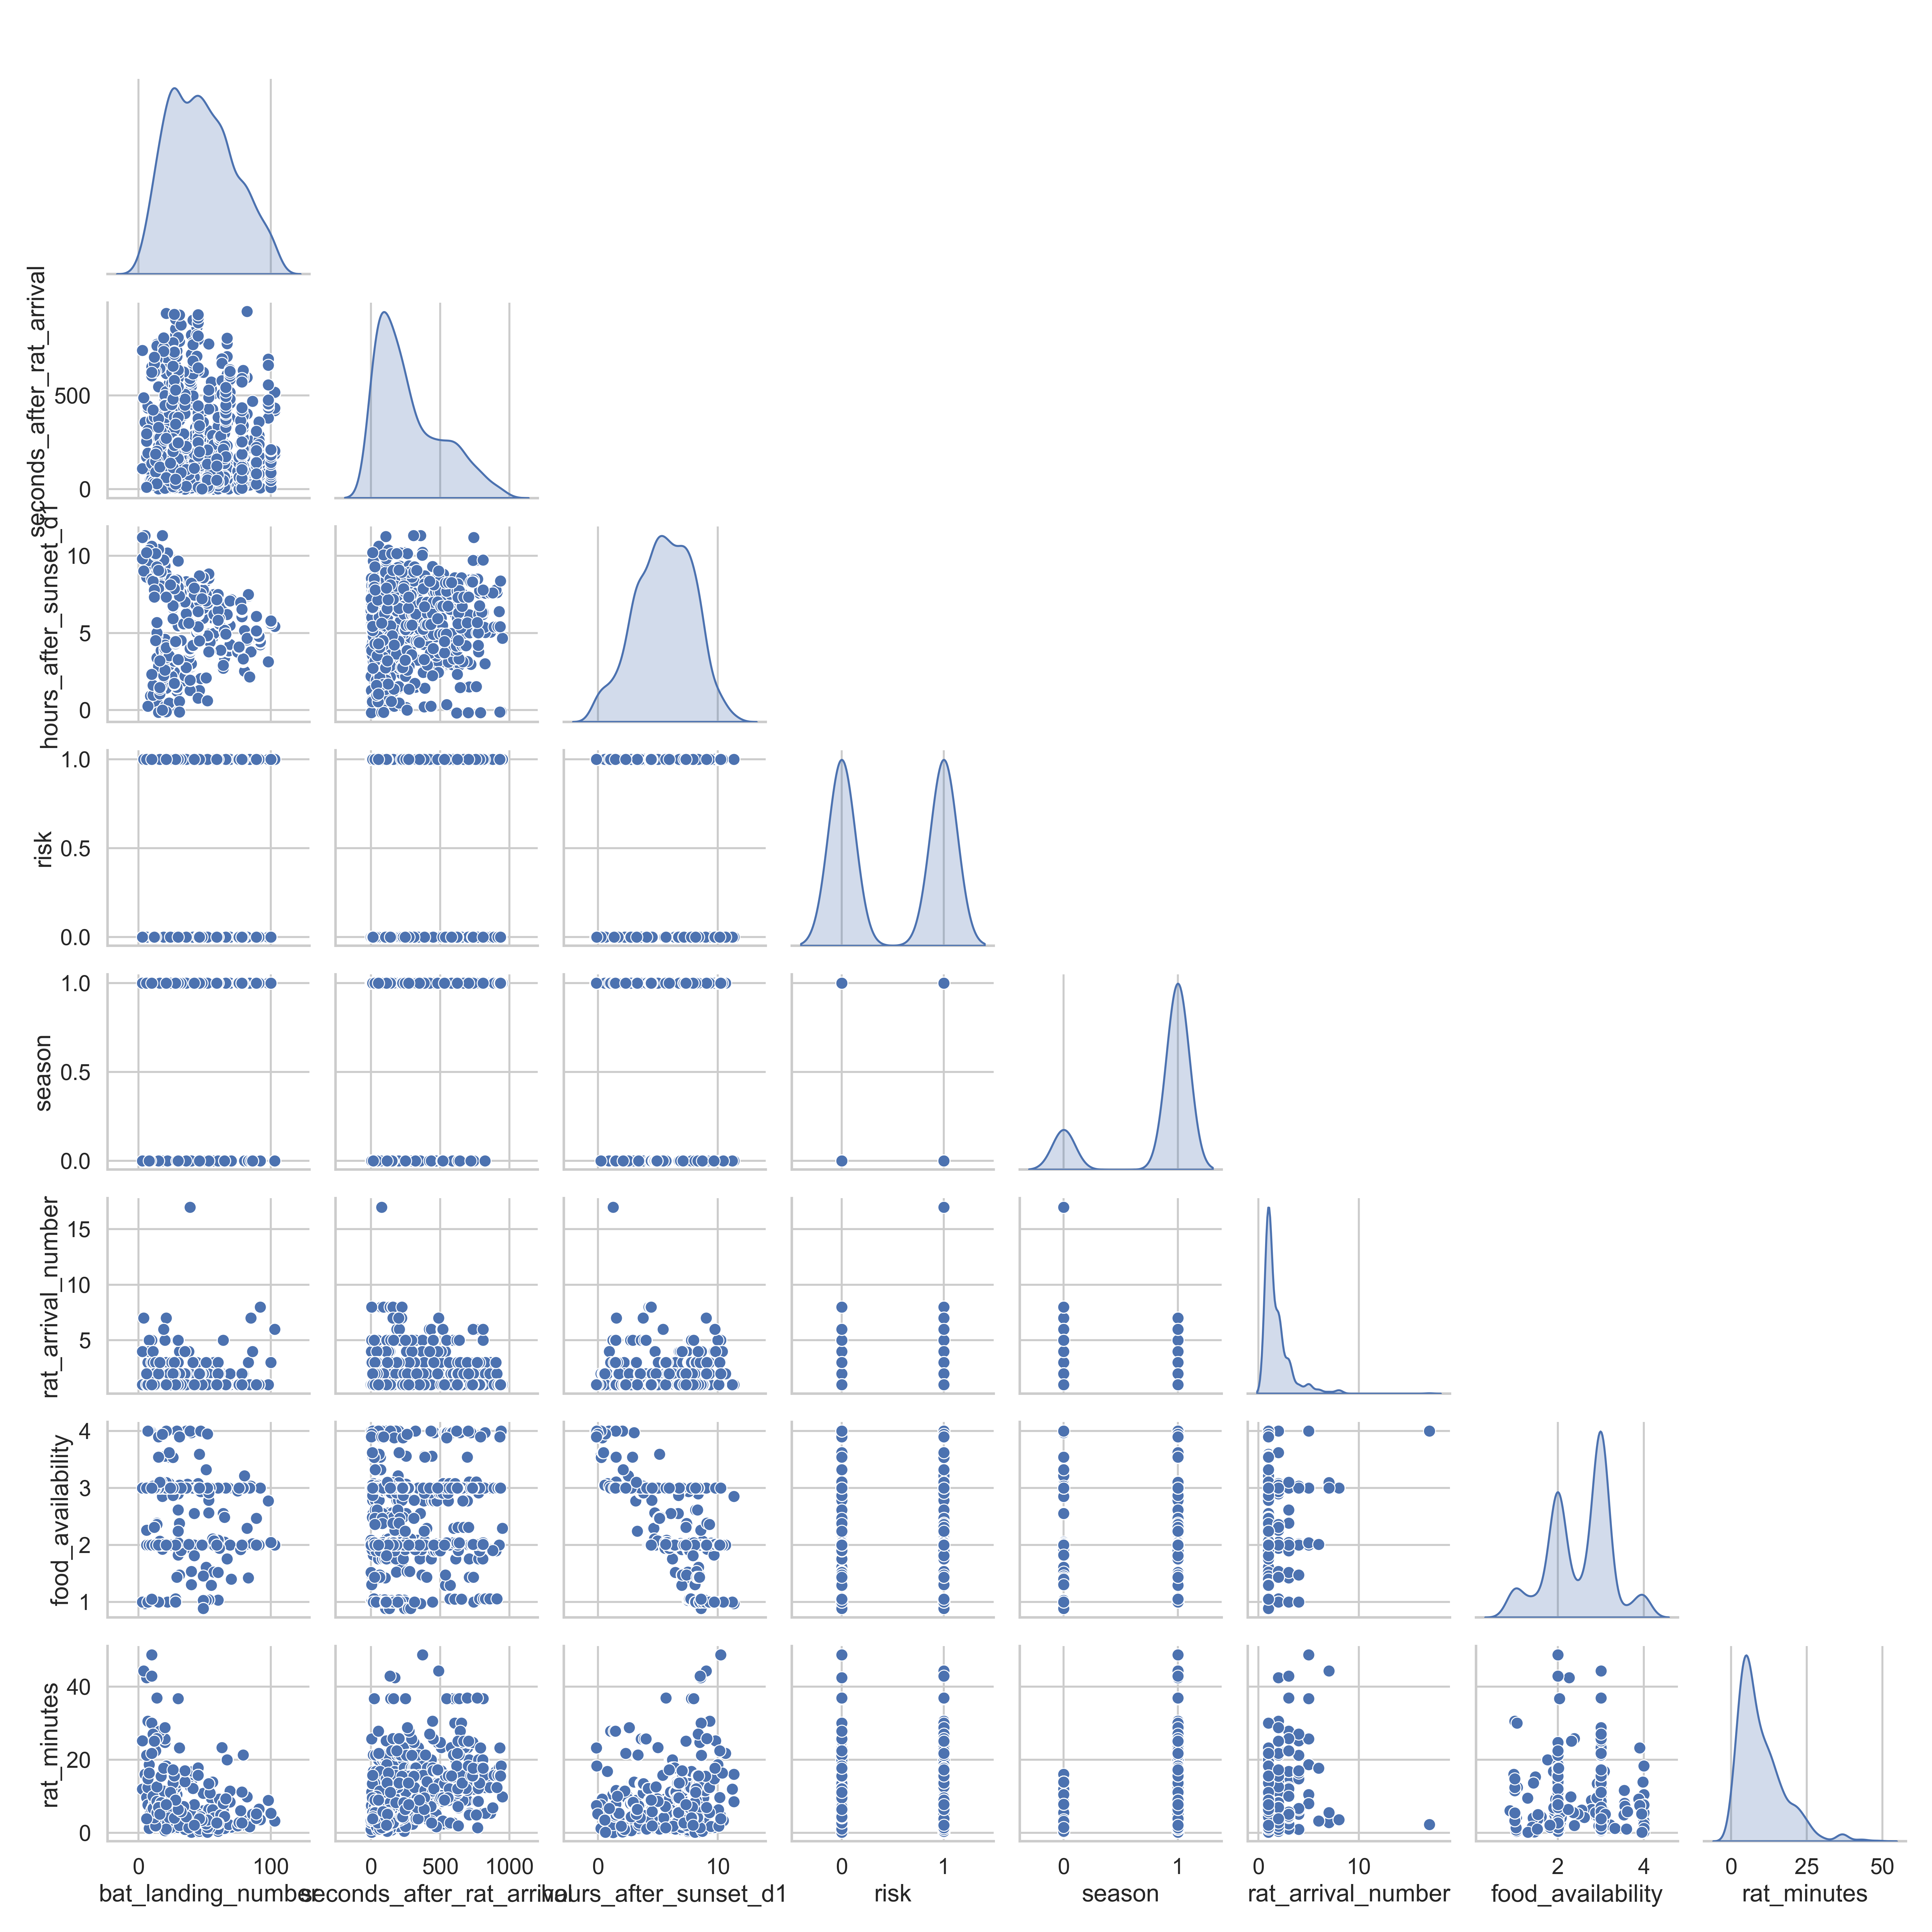 seconds_after_rat_arrival
500
0
hours_after_sunset_d1
10
5
0
risk
1.0
0.5
0.0
season
1.0
0.5
0.0
rat_arrival_number
15
10
5
food_availability
4
3
2
1
rat_minutes
40
20
0
0 100 0 500 1000 0 10 0 1 0 1 0 10 2 4 0 25 50
bat_landing_number seconds_after_rat_arrival hours_after_sunset_d1 risk season rat_arrival_number food_availability rat_minutes